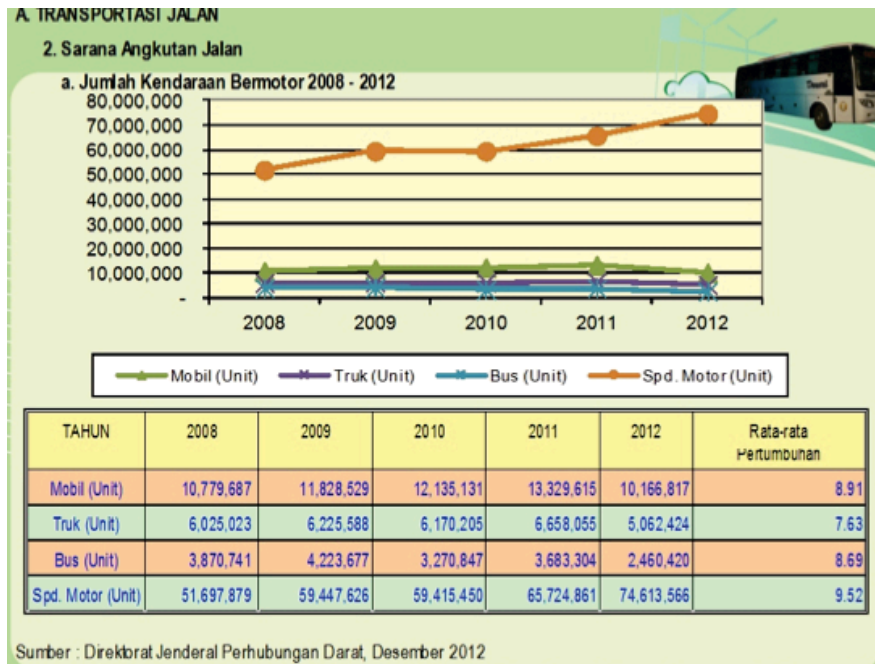 A. TRANSPORTASI JALAN
2. Sarana Angkutan Jalan
a. Jumlah Kendaraan Bermotor 2008 - 2012
80,000,000
70,000,000
60,000,000
50,000,000
40,000,000
30,000,000
20,000,000
10,000,000
-
2008 2009 2010 2011 2012
Mobil (Unit) Truk (Unit) Bus (Unit) Spd. Motor (Unit)
TAHUN 2008 2009 2010 2011 2012 Rata-rata
Pertumbuhan
Mobil (Unit) 10,779,687 11,828,529 12,135,131 13,329,615 10,166,817 8.91
Truk (Unit) 6,025,023 6,225,588 6,170,205 6,658,055 5,062,424 7.63
Bus (Unit) 3,870,741 4,223,677 3,270,847 3,683,304 2,460,420 8.69
Spd. Motor (Unit) 51,697,879 59,447,626 59,415,450 65,724,861 74,613,566 9.52
Sumber : Direktorat Jenderal Perhubungan Darat, Desember 2012